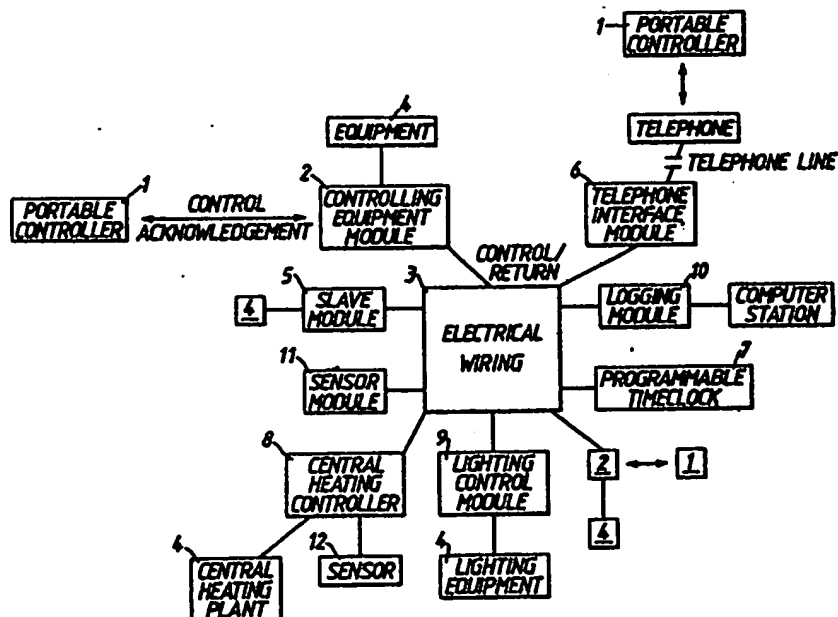 1
PORTABLE
CONTROLLER
4
EQUIPMENT
TELEPHONE
TELEPHONE LINE
1
PORTABLE
CONTROLLER
CONTROL
ACKNOWLEDGEMENT
2
CONTROLLING
EQUIPMENT
MODULE
6
TELEPHONE
INTERFACE
MODULE
CONTROL/
RETURN
5
4
SLAVE
MODULE
3
ELECTRICAL
WIRING
10
LOGGING
MODULE
COMPUTER
STATION
11
SENSOR
MODULE
7
PROGRAMMABLE
TIMECLOCK
8
CENTRAL
HEATING
CONTROLLER
9
LIGHTING
CONTROL
MODULE
2
1
4
4
CENTRAL
HEATING
PLANT
12
SENSOR
4
LIGHTING
EQUIPMENT